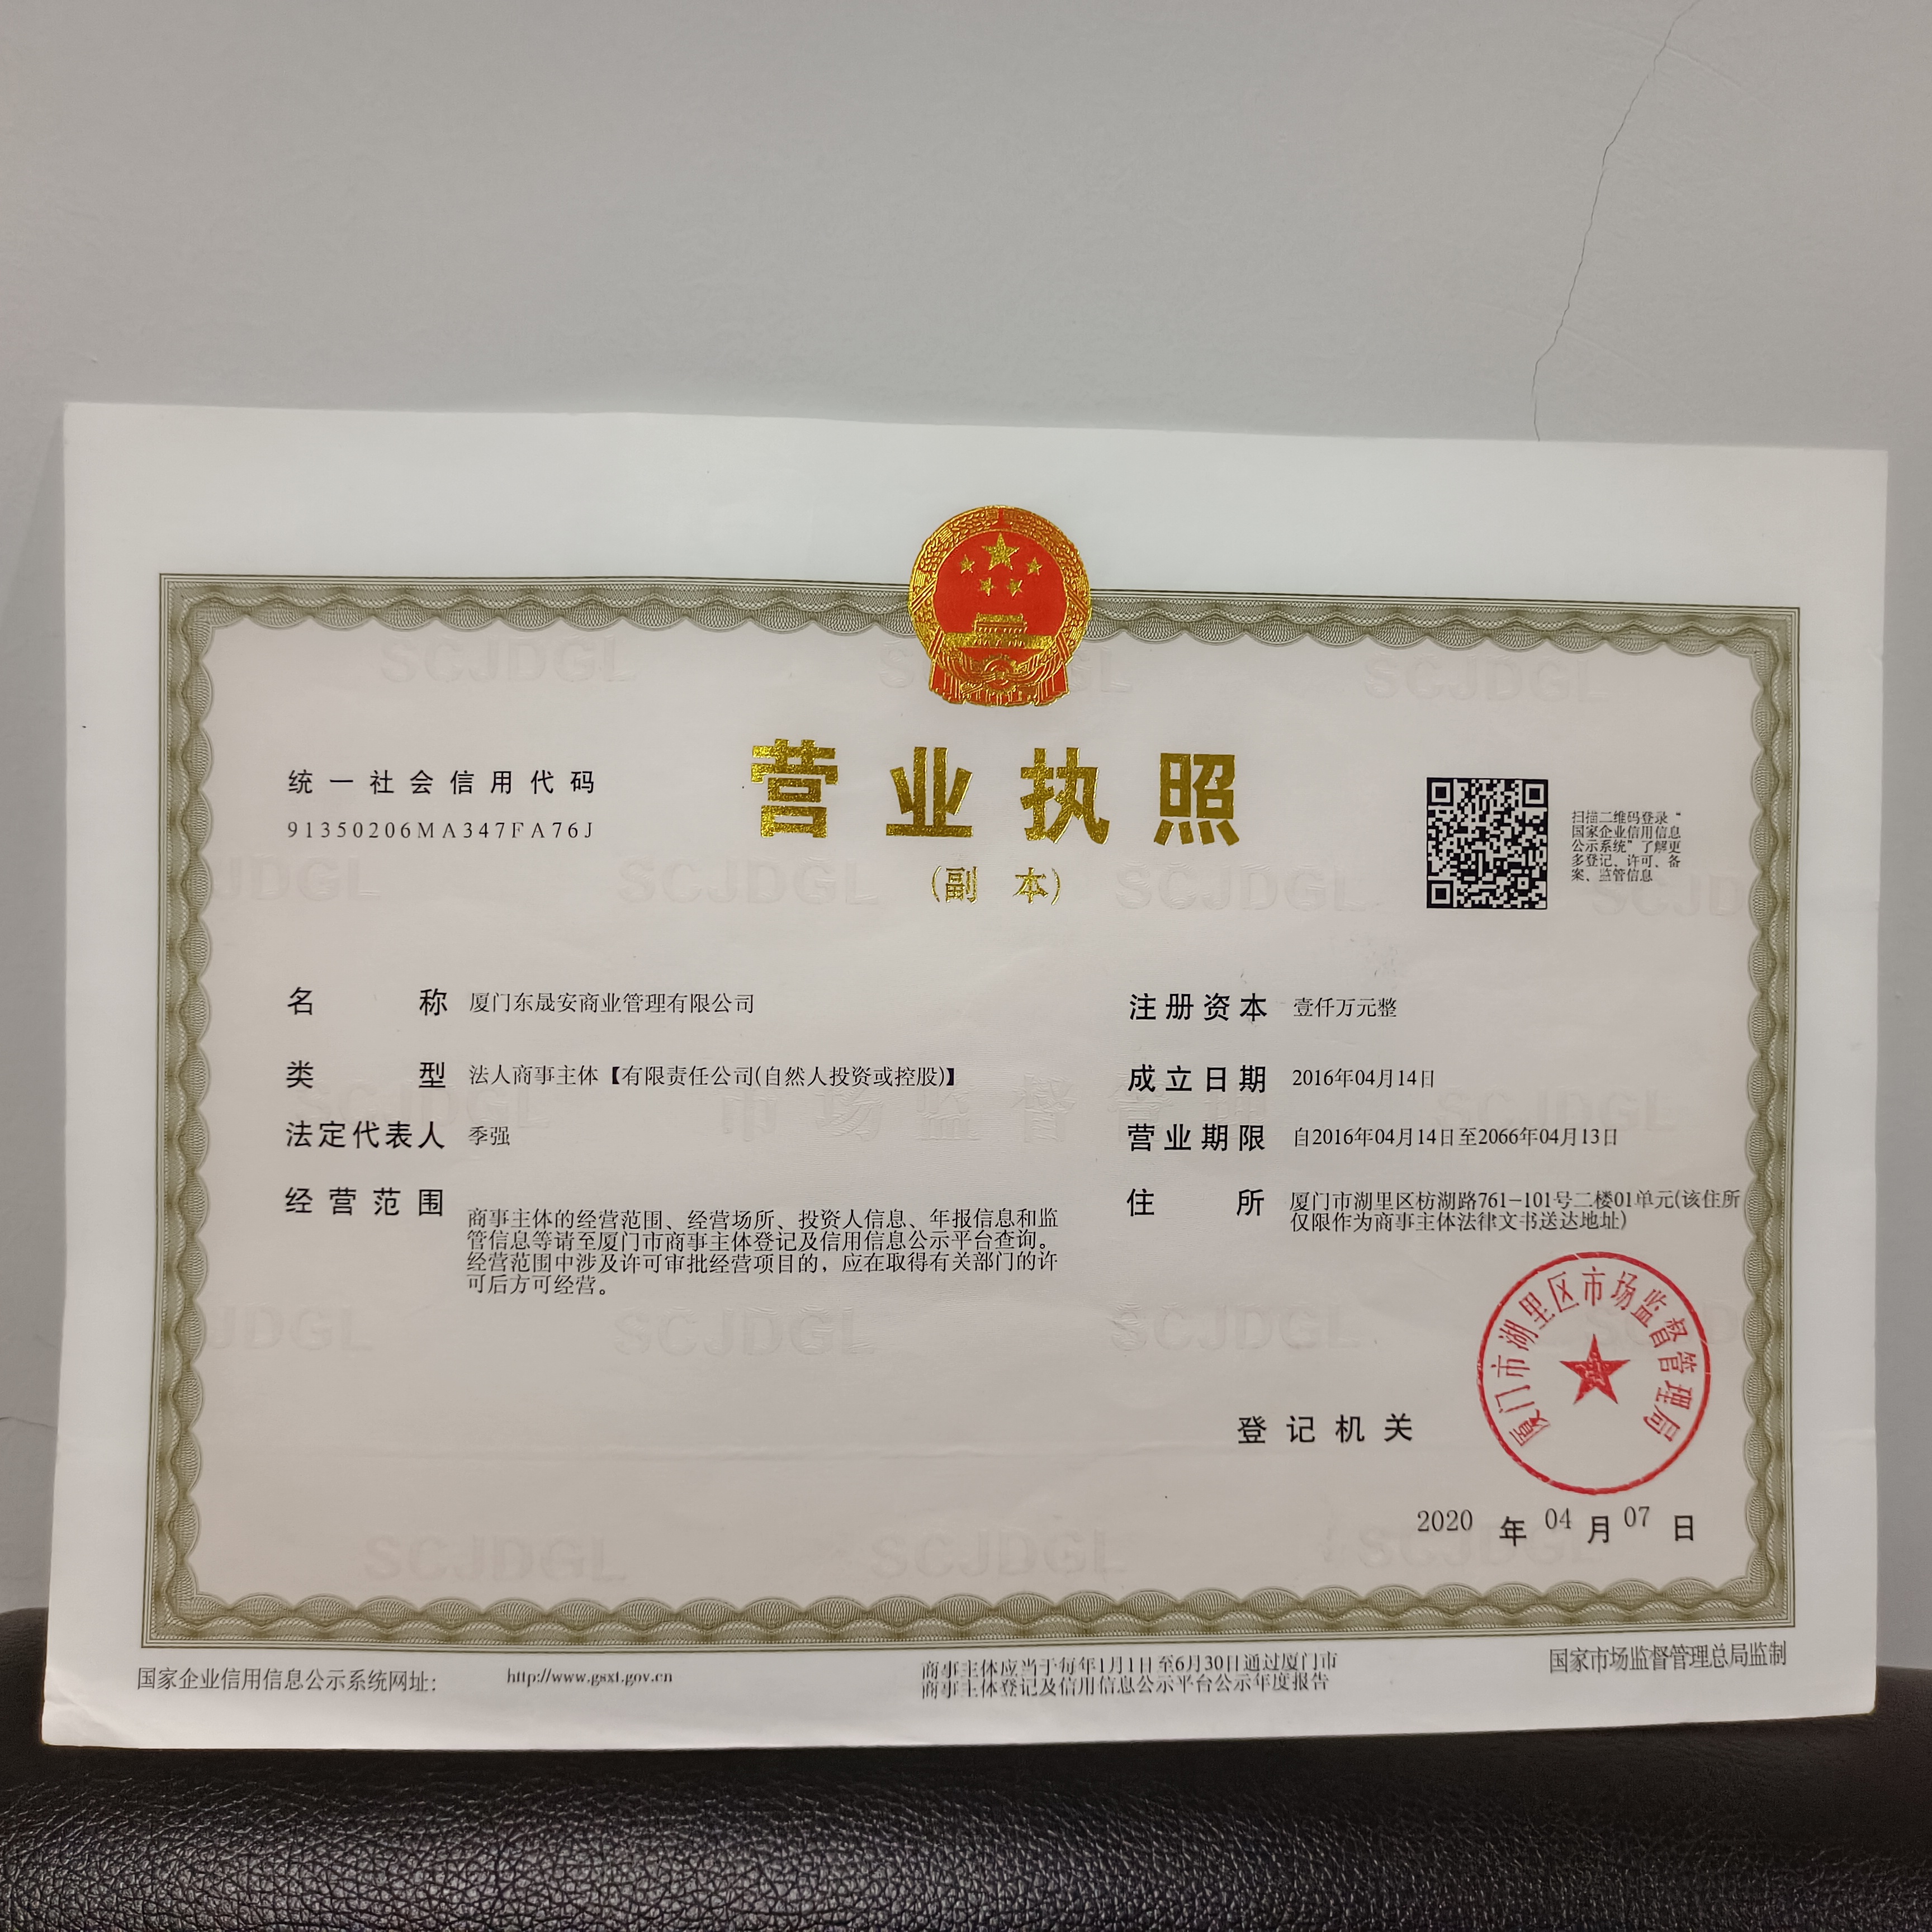 营业执照
(副 本)
统一社会信用代码
91350206MA347FA76J
扫描二维码登录“
国家企业信用信息
公示系统”了解更
多登记、许可、备
案、监管信息
名 称 厦门东晟安商业管理有限公司
类 型 法人商事主体【有限责任公司(自然人投资或控股)】
法定代表人 季强
经营范围 商事主体的经营范围、经营场所、投资人信息、年报信息和监
管信息等请至厦门市商事主体登记及信用信息公示平台查询。
经营范围中涉及许可审批经营项目的，应在取得有关部门的许
可后方可经营。
注册资本 壹仟万元整
成立日期 2016年04月14日
营业期限 自2016年04月14日至2066年04月13日
住 所 厦门市湖里区枋湖路761-101号二楼01单元(该住所
仅限作为商事主体法律文书送达地址)
登记机关
厦门市湖里区市场监督管理局
2020 年 04 月 07 日
国家企业信用信息公示系统网址： http://www.gsxt.gov.cn
商事主体应当于每年1月1日至6月30日通过厦门市
商事主体登记及信用信息公示平台公示年度报告
国家市场监督管理总局监制
SCJDGL
SCJDGL
SCJDGL
SCJDGL
市场监督管理
SCJDGL
SCJDGL
SCJDGL
SCJDGL
SCJDGL